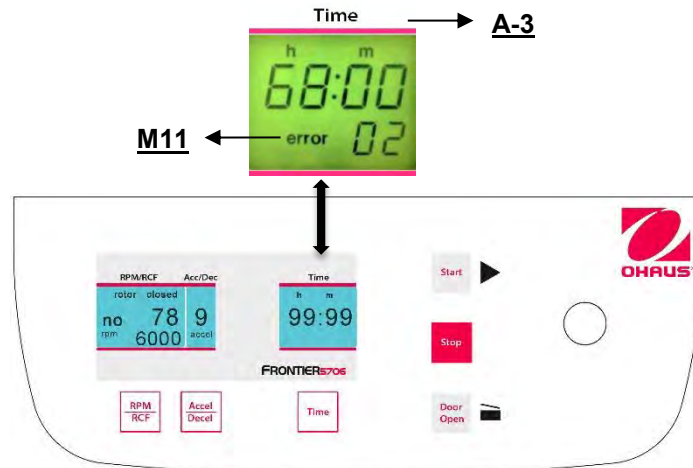 Time
A-3
h m
68:00
M11
error 02
OHAUS®
RPM/RCF Acc/Dec
Time
rotor closed
h m
no 78 9
99:99
rpm 6000 accel
FRONTIER5706
Start
Stop
RPM
RCF
Accel
Decel
Time
Door
Open